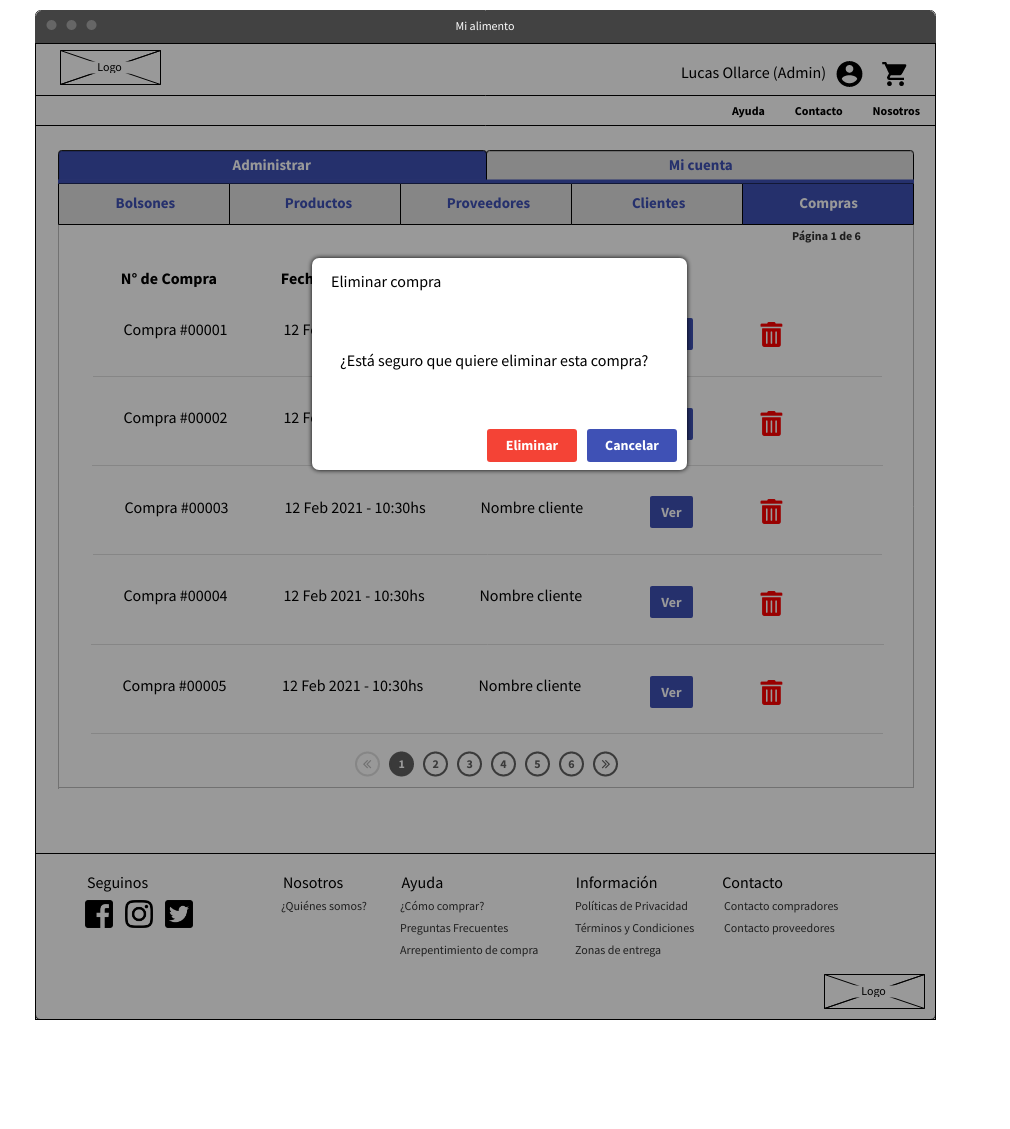 Mi alimento
Logo
Lucas Ollarce (Admin)
Ayuda Contacto Nosotros
Administrar Mi cuenta
Bolsones Productos Proveedores Clientes Compras
Página 1 de 6
N° de Compra Fech
Eliminar compra
Compra #00001 12 F
¿Está seguro que quiere eliminar esta compra?
Compra #00002 12 F
Eliminar Cancelar
Compra #00003 12 Feb 2021 - 10:30hs Nombre cliente Ver
Compra #00004 12 Feb 2021 - 10:30hs Nombre cliente Ver
Compra #00005 12 Feb 2021 - 10:30hs Nombre cliente Ver
« 1 2 3 4 5 6 »
Seguinos Nosotros Ayuda Información Contacto
¿Quiénes somos? ¿Cómo comprar? Políticas de Privacidad Contacto compradores
Preguntas Frecuentes Términos y Condiciones Contacto proveedores
Arrepentimiento de compra Zonas de entrega
Logo